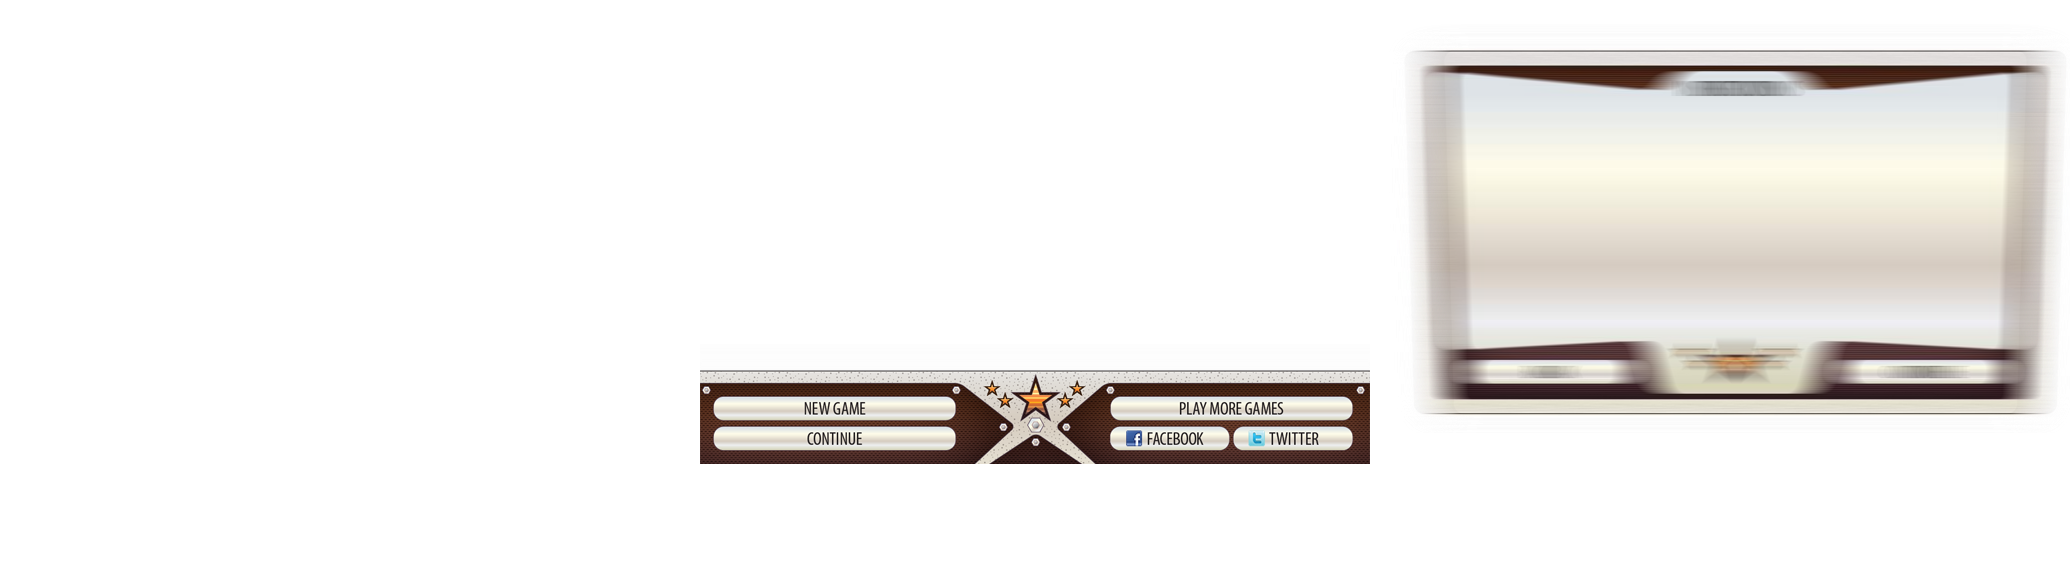 NEW GAME
CONTINUE
PLAY MORE GAMES
FACEBOOK
TWITTER